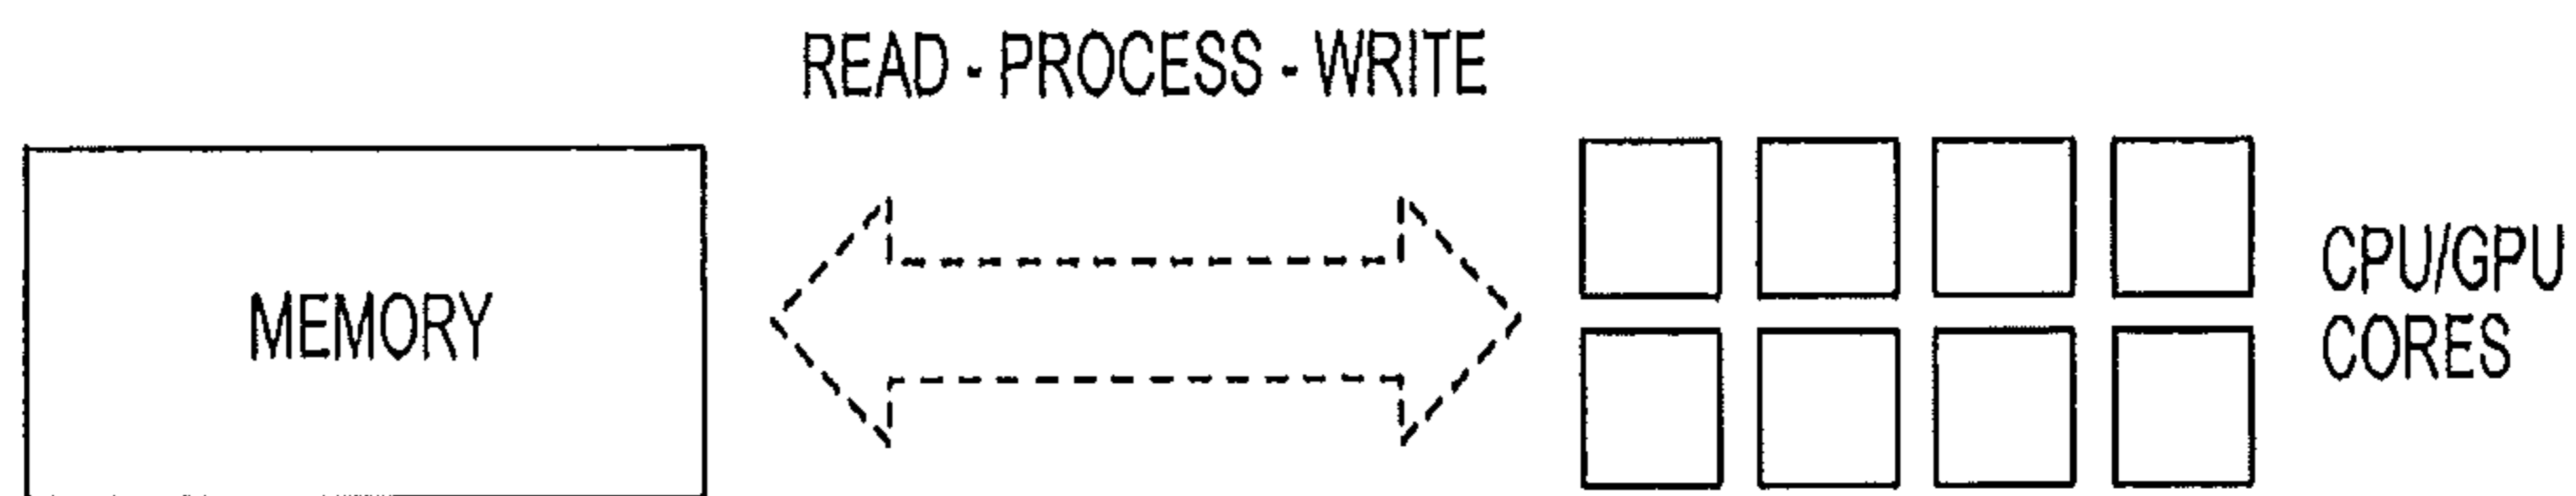 READ - PROCESS - WRITE
MEMORY
CPU/GPU
CORES